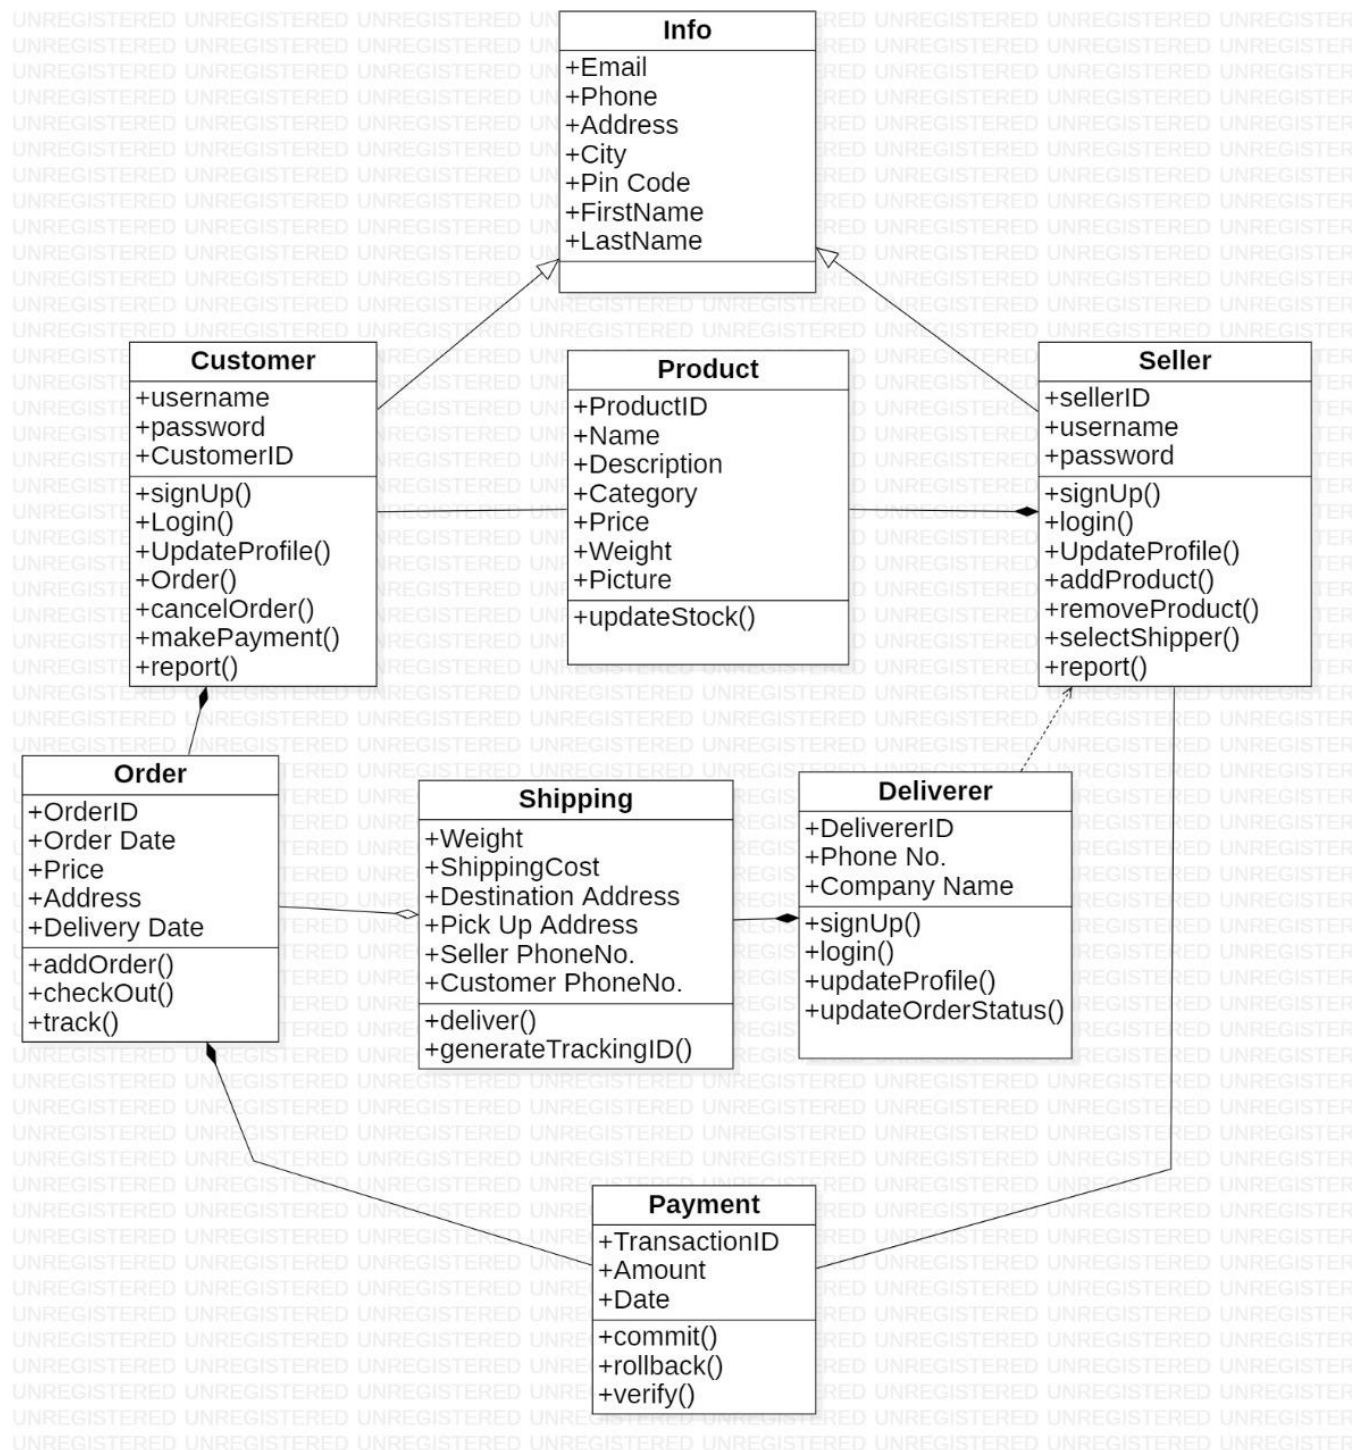 Info
+Email
+Phone
+Address
+City
+Pin Code
+FirstName
+LastName
Customer
+username
+password
+CustomerID
+signUp()
+Login()
+UpdateProfile()
+Order()
+cancelOrder()
+makePayment()
+report()
Product
+ProductID
+Name
+Description
+Category
+Price
+Weight
+Picture
+updateStock()
Seller
+sellerID
+username
+password
+signUp()
+login()
+UpdateProfile()
+addProduct()
+removeProduct()
+selectShipper()
+report()
Order
+OrderID
+Order Date
+Price
+Address
+Delivery Date
+addOrder()
+checkOut()
+track()
Shipping
+Weight
+ShippingCost
+Destination Address
+Pick Up Address
+Seller PhoneNo.
+Customer PhoneNo.
+deliver()
+generateTrackingID()
Deliverer
+DelivererID
+Phone No.
+Company Name
+signUp()
+login()
+updateProfile()
+updateOrderStatus()
Payment
+TransactionID
+Amount
+Date
+commit()
+rollback()
+verify()
UNREGISTERED